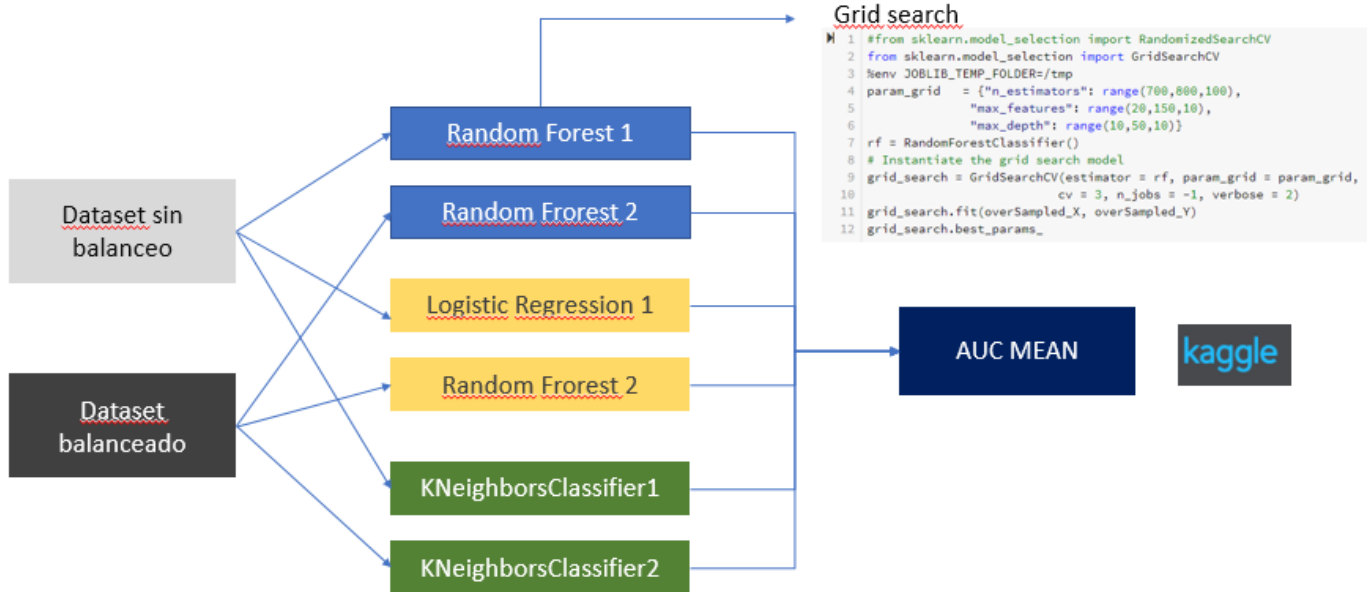 Grid search
1 #from sklearn.model_selection import RandomizedSearchCV
2 from sklearn.model_selection import GridSearchCV
3 %env JOBLIB_TEMP_FOLDER=/tmp
4 param_grid = {"n_estimators": range(700,800,100),
5 "max_features": range(20,150,10),
6 "max_depth": range(10,50,10)}
7 rf = RandomForestClassifier()
8 # Instantiate the grid search model
9 grid_search = GridSearchCV(estimator = rf, param_grid = param_grid,
10 cv = 3, n_jobs = -1, verbose = 2)
11 grid_search.fit(overSampled_X, overSampled_Y)
12 grid_search.best_params_
Dataset sin
balanceo
Dataset
balanceado
Random Forest 1
Random Frorest 2
Logistic Regression 1
Random Frorest 2
KNeighborsClassifier1
KNeighborsClassifier2
AUC MEAN
kaggle